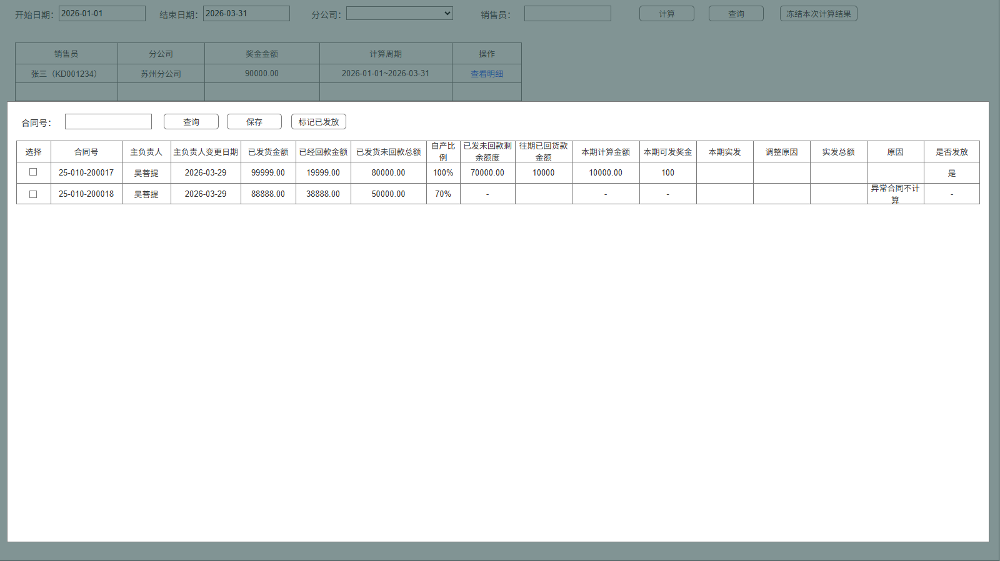 开始日期： 2026-01-01 结束日期： 2026-03-31 分公司： 销售员： 计算 查询 冻结本次计算结果
销售员 分公司 奖金金额 计算周期 操作
张三（KD001234） 苏州分公司 90000.00 2026-01-01~2026-03-31 查看明细
合同号： 查询 保存 标记已发放
选择 合同号 主负责人 主负责人变更日期 已发货金额 已经回款金额 已发货未回款总额 自产比例 已发未回款剩余额度 往期已回货款金额 本期计算金额 本期可发奖金 本期实发 调整原因 实发总额 原因 是否发放
25-010-200017 吴菩提 2026-03-29 99999.00 19999.00 80000.00 100% 70000.00 10000 10000.00 100 是
25-010-200018 吴菩提 2026-03-29 88888.00 38888.00 50000.00 70% - - - 异常合同不计算 -